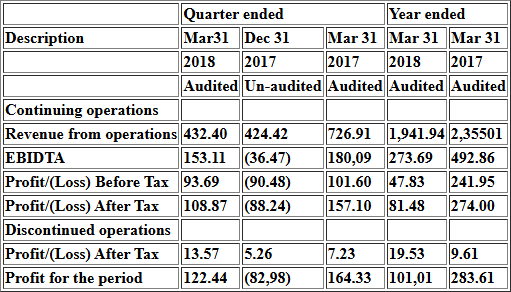 Quarter ended Year ended
Description Mar31 Dec 31 Mar 31 Mar 31 Mar 31
2018 2017 2017 2018 2017
Audited Un-audited Audited Audited Audited
Continuing operations
Revenue from operations 432.40 424.42 726.91 1,941.94 2,35501
EBIDTA 153.11 (36.47) 180,09 273.69 492.86
Profit/(Loss) Before Tax 93.69 (90.48) 101.60 47.83 241.95
Profit/(Loss) After Tax 108.87 (88.24) 157.10 81.48 274.00
Discontinued operations
Profit/(Loss) After Tax 13.57 5.26 7.23 19.53 9.61
Profit for the period 122.44 (82,98) 164.33 101,01 283.61